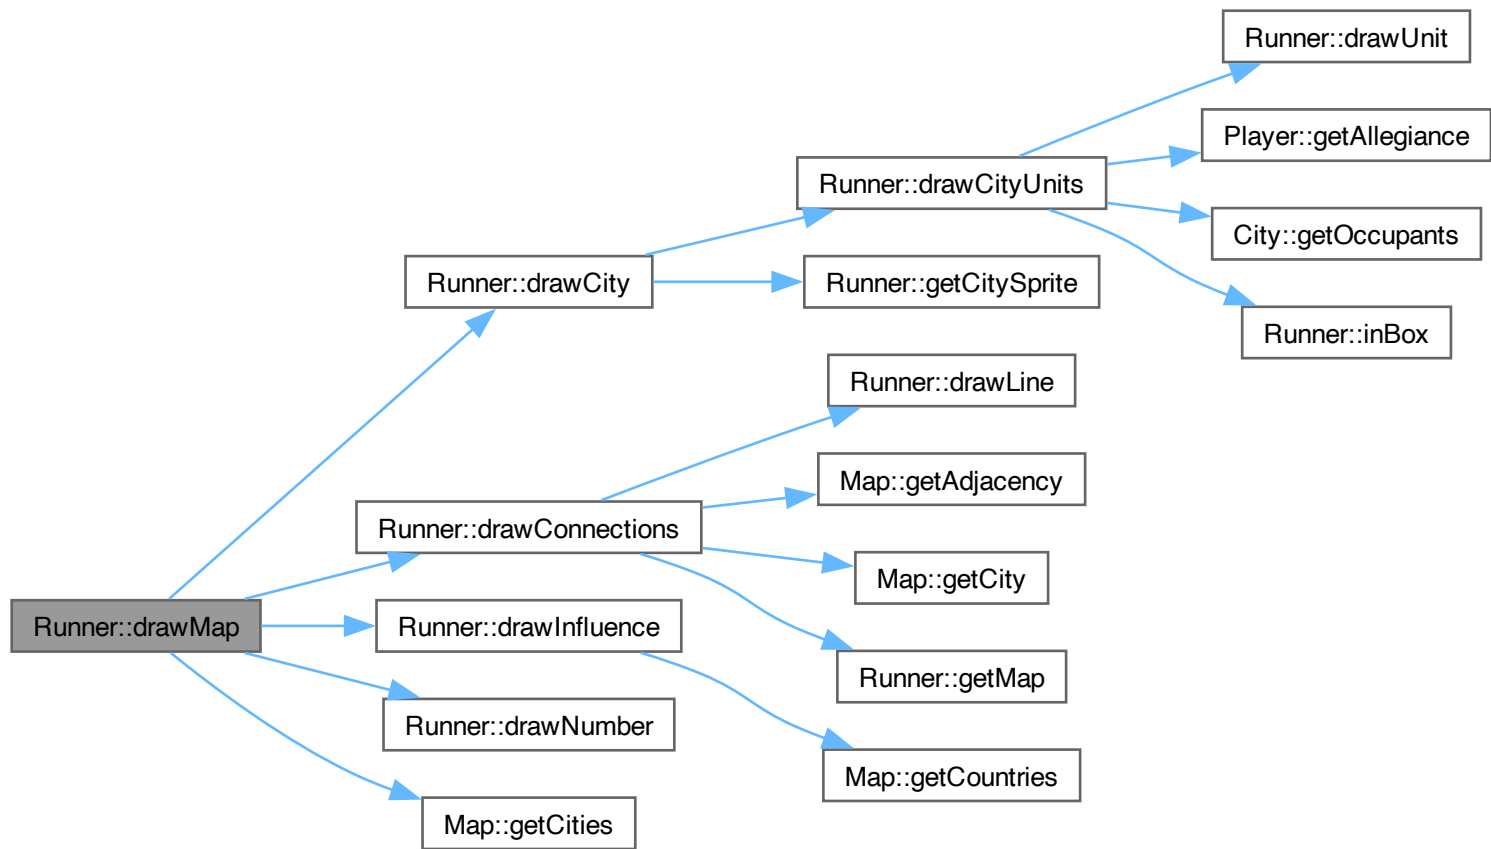 Runner::drawUnit
Player::getAllegiance
Runner::drawCityUnits
City::getOccupants
Runner::drawCity
Runner::getCitySprite
Runner::inBox
Runner::drawLine
Map::getAdjacency
Runner::drawConnections
Map::getCity
Runner::drawMap
Runner::drawInfluence
Runner::getMap
Runner::drawNumber
Map::getCountries
Map::getCities